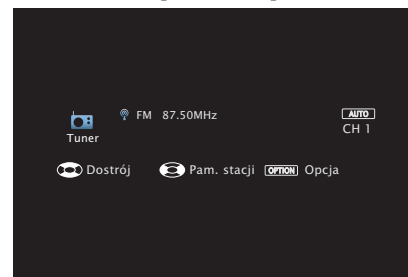 FM 87.50MHz
AUTO
CH 1
Tuner
Dostrój Pam. stacji OPTION Opcja